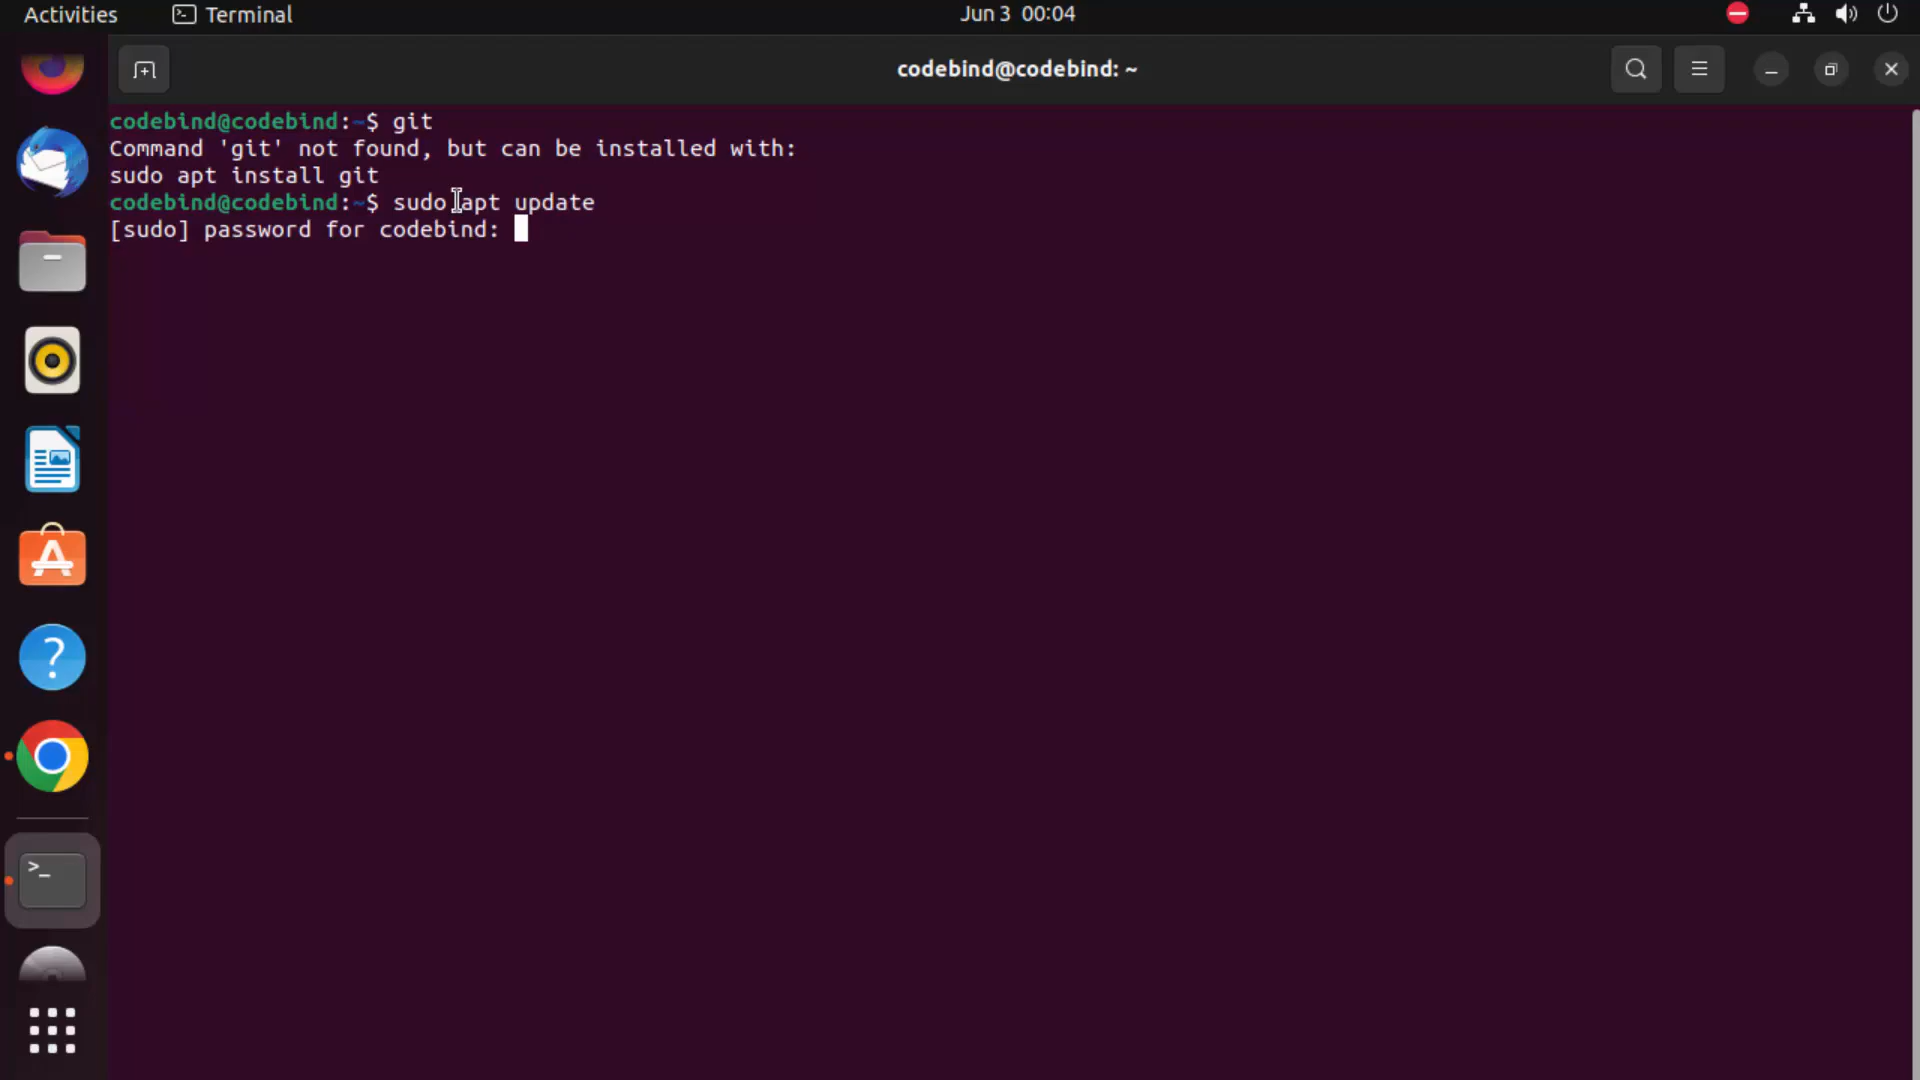 Activities Terminal Jun 3 00:04
codebind@codebind: ~
codebind@codebind:~$ git
Command 'git' not found, but can be installed with:
sudo apt install git
codebind@codebind:~$ sudo apt update
[sudo] password for codebind: